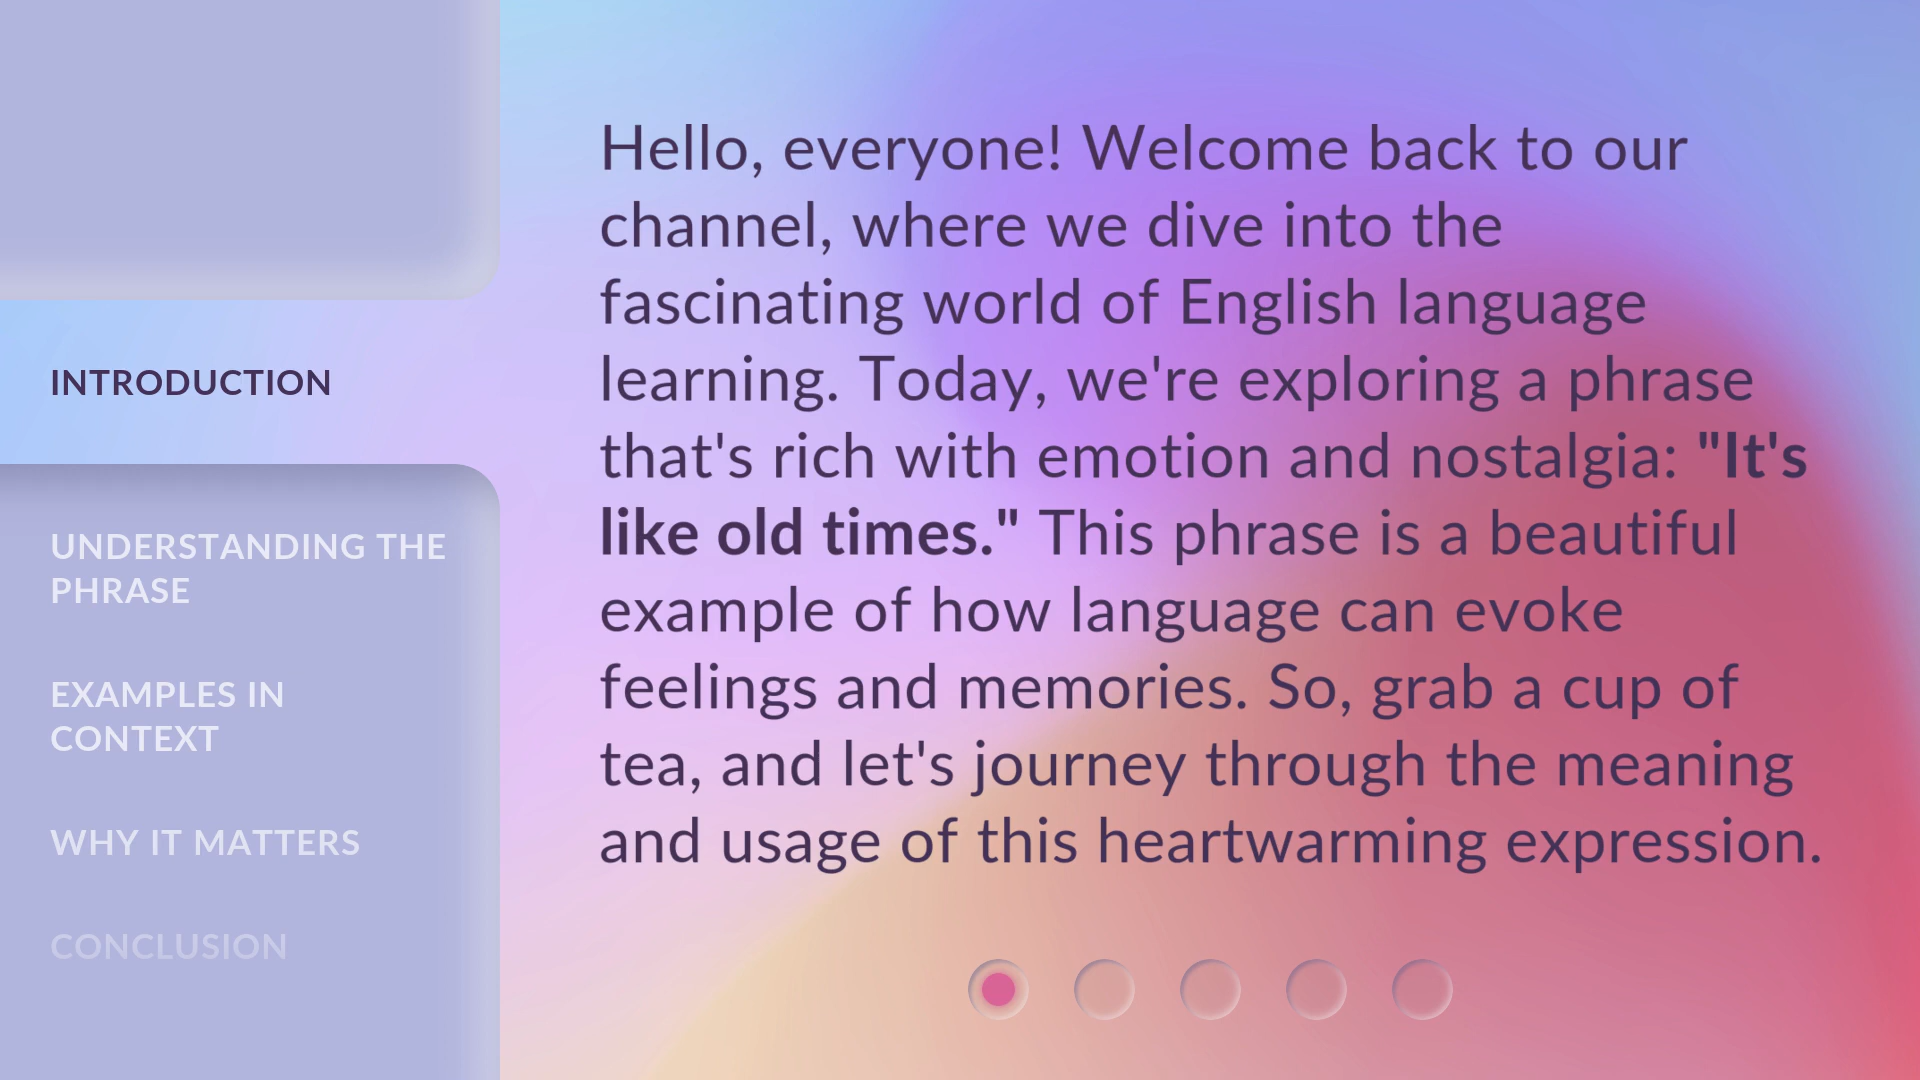 INTRODUCTION
UNDERSTANDING THE
PHRASE
EXAMPLES IN
CONTEXT
WHY IT MATTERS
CONCLUSION
Hello, everyone! Welcome back to our
channel, where we dive into the
fascinating world of English language
learning. Today, we're exploring a phrase
that's rich with emotion and nostalgia: "It's
like old times." This phrase is a beautiful
example of how language can evoke
feelings and memories. So, grab a cup of
tea, and let's journey through the meaning
and usage of this heartwarming expression.